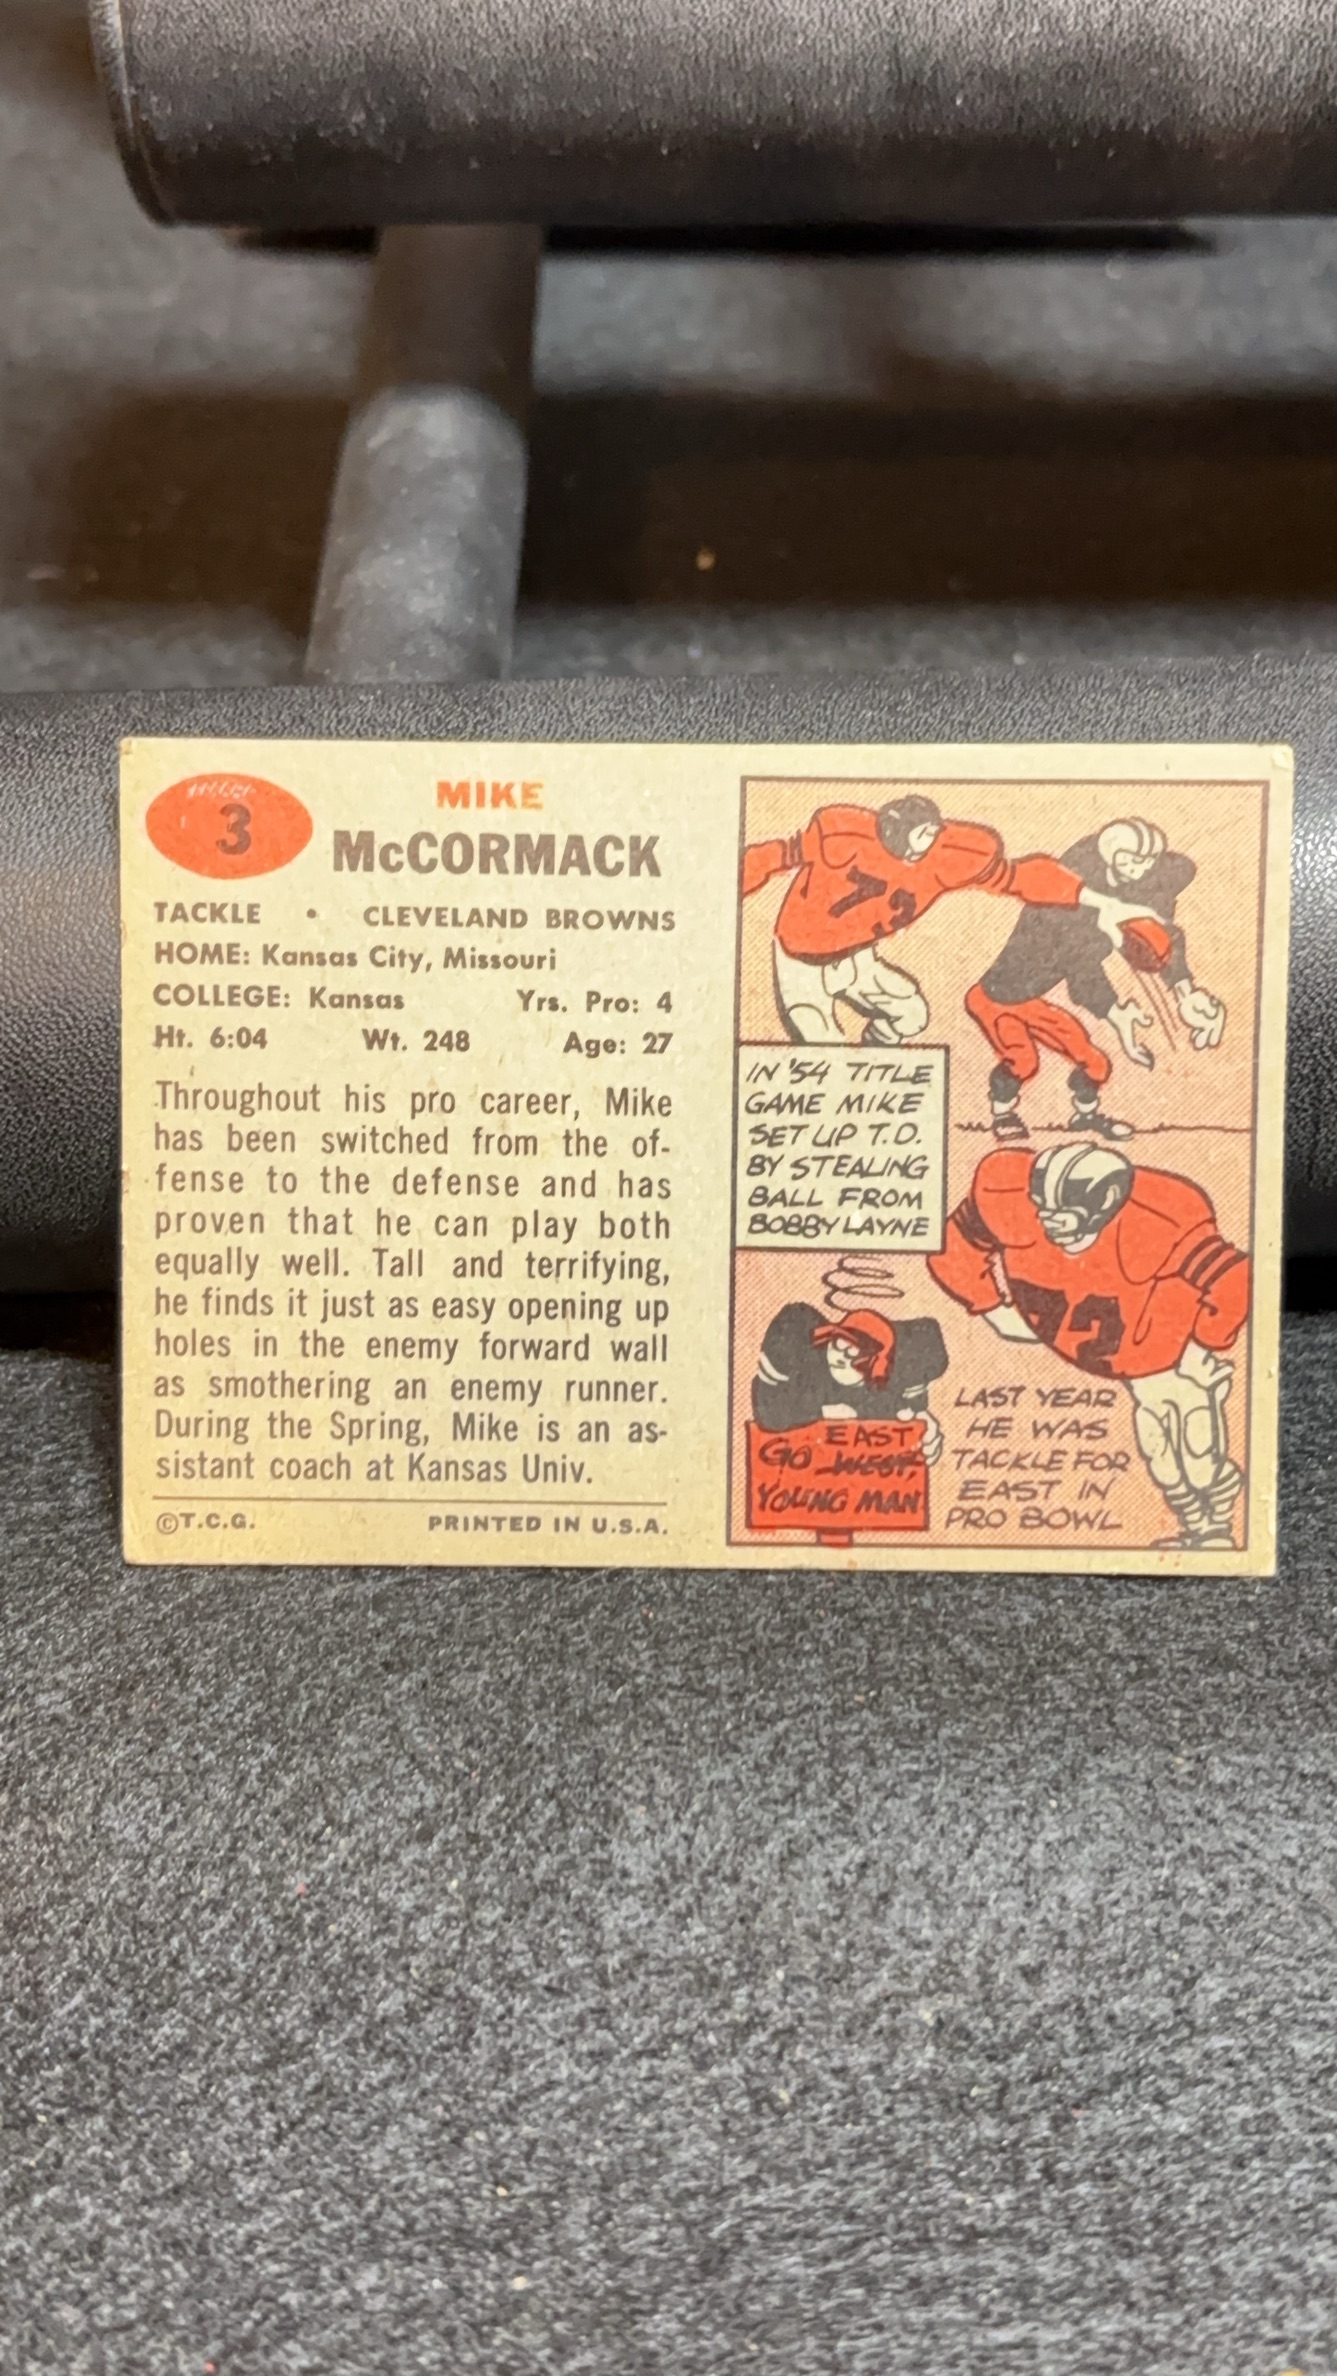 3
MIKE
McCORMACK
TACKLE • CLEVELAND BROWNS
HOME: Kansas City, Missouri
COLLEGE: Kansas Yrs. Pro: 4
Ht. 6:04 Wt. 248 Age: 27
Throughout his pro career, Mike
has been switched from the of-
fense to the defense and has
proven that he can play both
equally well. Tall and terrifying,
he finds it just as easy opening up
holes in the enemy forward wall
as smothering an enemy runner.
During the Spring, Mike is an as-
sistant coach at Kansas Univ.
©T.C.G. PRINTED IN U.S.A.
73
IN '54 TITLE
GAME MIKE
SET UP T.D.
BY STEALING
BALL FROM
BOBBY LAYNE
72
EAST
GO WEST,
YOUNG MAN
LAST YEAR
HE WAS
TACKLE FOR
EAST IN
PRO BOWL